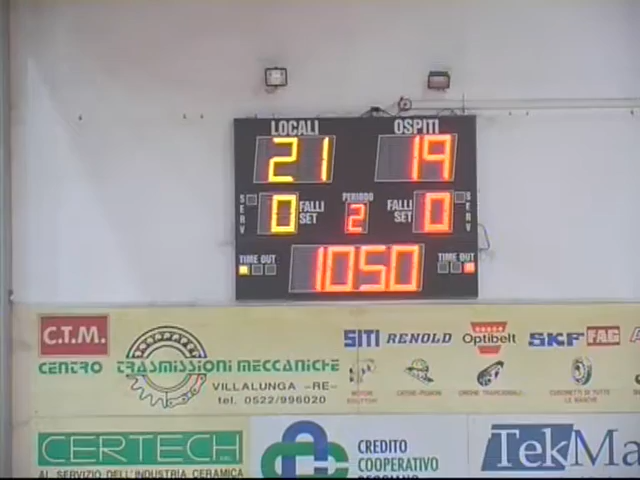 LOCALI OSPITI
21 19
SERV 0 FALLI SET PERIODO 2 FALLI SET 0 SERV
TIME OUT 1050 TIME OUT
C.T.M.
CENTRO TRASMISSIONI MECCANICHE
VILLALUNGA -RE-
tel. 0522/996020
SITI RENOLD Optibelt SKF FAG
CERTECH
AL SERVIZIO DELL'INDUSTRIA CERAMICA
CREDITO
COOPERATIVO
TekMa